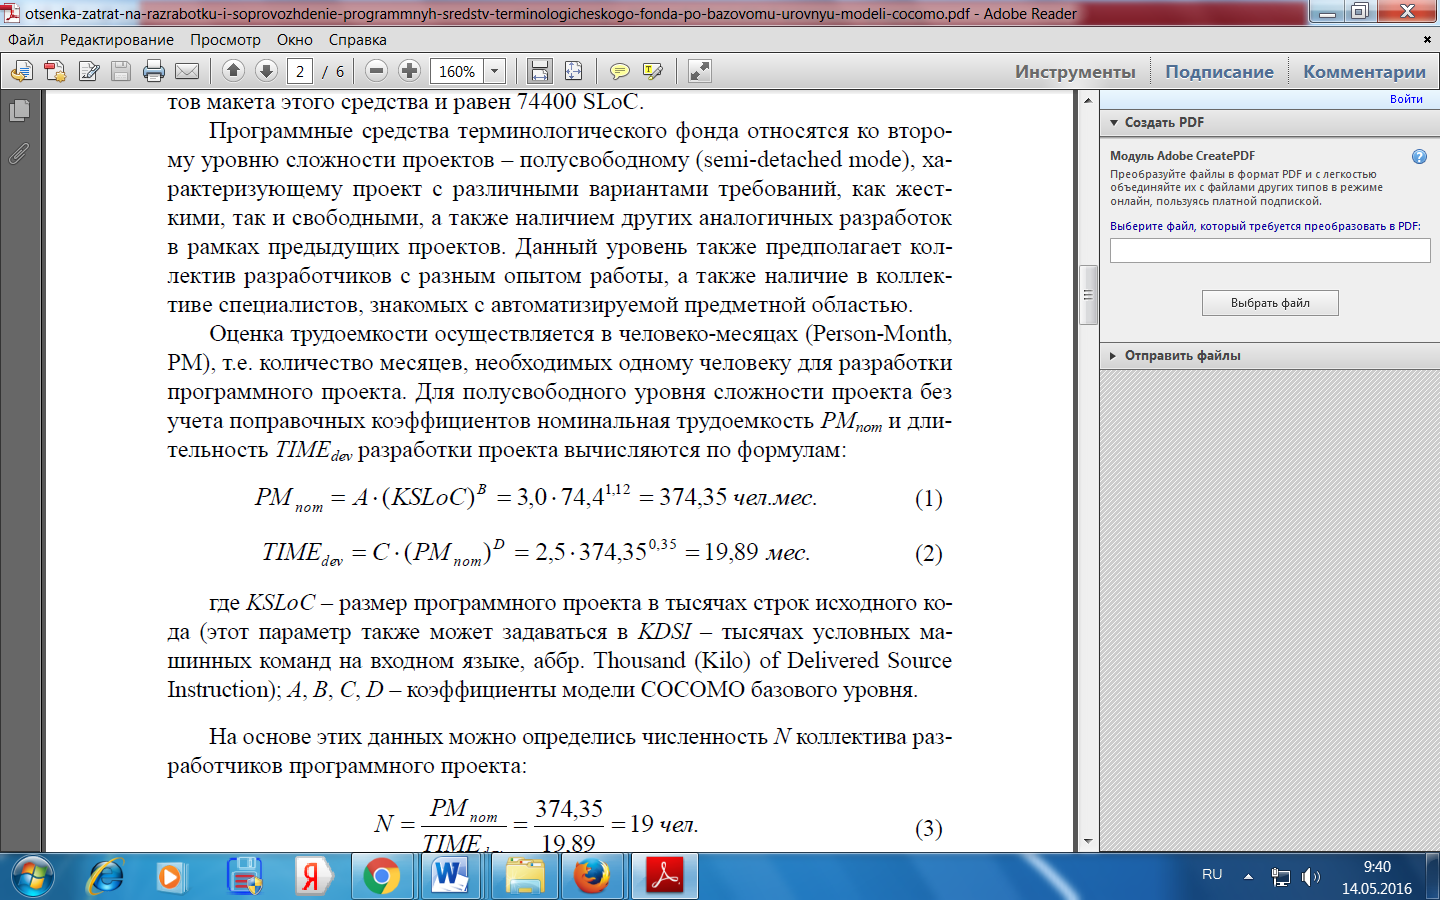 otsenka-zatrat-na-razrabotku-i-soprovozhdenie-programmnyh-sredstv-terminologicheskogo-fonda-po-bazovomu-urovnyu-modeli-cocomo.pdf - Adobe Reader
Файл Редактирование Просмотр Окно Справка
2 / 6 160% Инструменты Подписание Комментарии
тов макета этого средства и равен 74400 SLoC.
Программные средства терминологического фонда относятся ко второ-
му уровню сложности проектов – полусвободному (semi-detached mode), ха-
рактеризующему проект с различными вариантами требований, как жест-
кими, так и свободными, а также наличием других аналогичных разработок
в рамках предыдущих проектов. Данный уровень также предполагает кол-
лектив разработчиков с разным опытом работы, а также наличие в коллек-
тиве специалистов, знакомых с автоматизируемой предметной областью.
Оценка трудоемкости осуществляется в человеко-месяцах (Person-Month,
PM), т.е. количество месяцев, необходимых одному человеку для разработки
программного проекта. Для полусвободного уровня сложности проекта без
учета поправочных коэффициентов номинальная трудоемкость PMnom и дли-
тельность TIMEdev разработки проекта вычисляются по формулам:
PM nom = A · (KSLoC)^B = 3,0 · 74,4^1,12 = 374,35 чел.мес. (1)
TIMEdev = C · (PM nom)^D = 2,5 · 374,35^0,35 = 19,89 мес. (2)
где KSLoC – размер программного проекта в тысячах строк исходного ко-
да (этот параметр также может задаваться в KDSI – тысячах условных ма-
шинных команд на входном языке, аббр. Thousand (Kilo) of Delivered Source
Instruction); A, B, C, D – коэффициенты модели COCOMO базового уровня.
На основе этих данных можно определись численность N коллектива раз-
работчиков программного проекта:
N = PM nom / TIMEd = 374,35 / 19.89 = 19 чел. (3)
Войти
Создать PDF
Модуль Adobe CreatePDF
Преобразуйте файлы в формат PDF и с легкостью
объединяйте их с файлами других типов в режиме
онлайн, пользуясь платной подпиской.
Выберите файл, который требуется преобразовать в PDF:
Выбрать файл
Отправить файлы
RU
9:40
14.05.2016